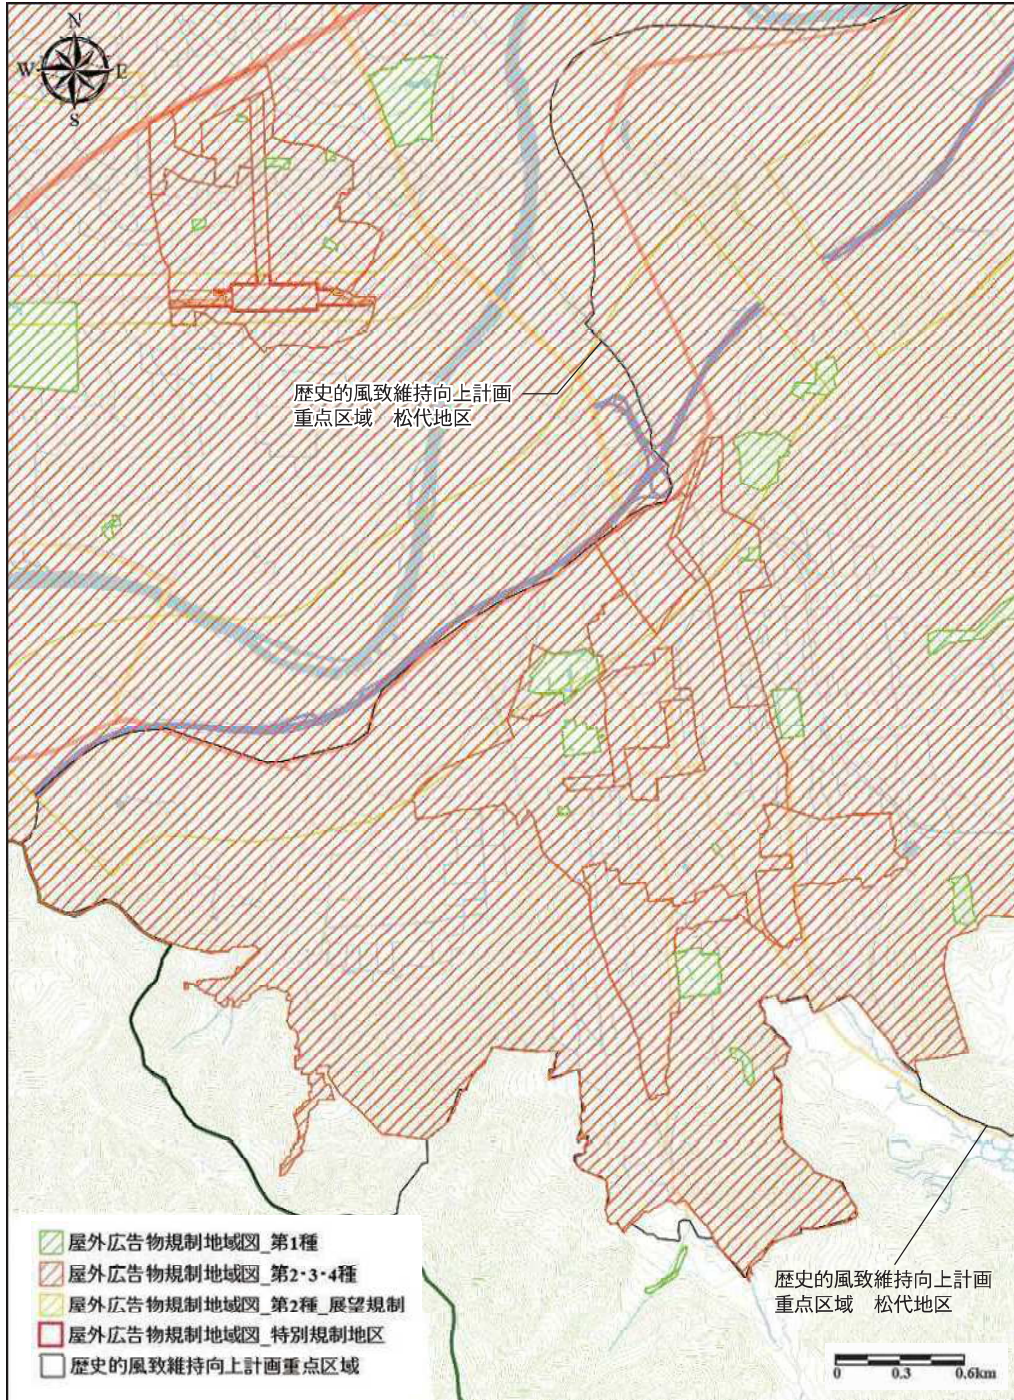 N
W E
S
歴史的風致維持向上計画
重点区域　松代地区
屋外広告物規制地域図_第1種
屋外広告物規制地域図_第2・3・4種
屋外広告物規制地域図_第2種_展望規制
屋外広告物規制地域図_特別規制地区
歴史的風致維持向上計画重点区域
歴史的風致維持向上計画
重点区域　松代地区
0 0.3 0.6km